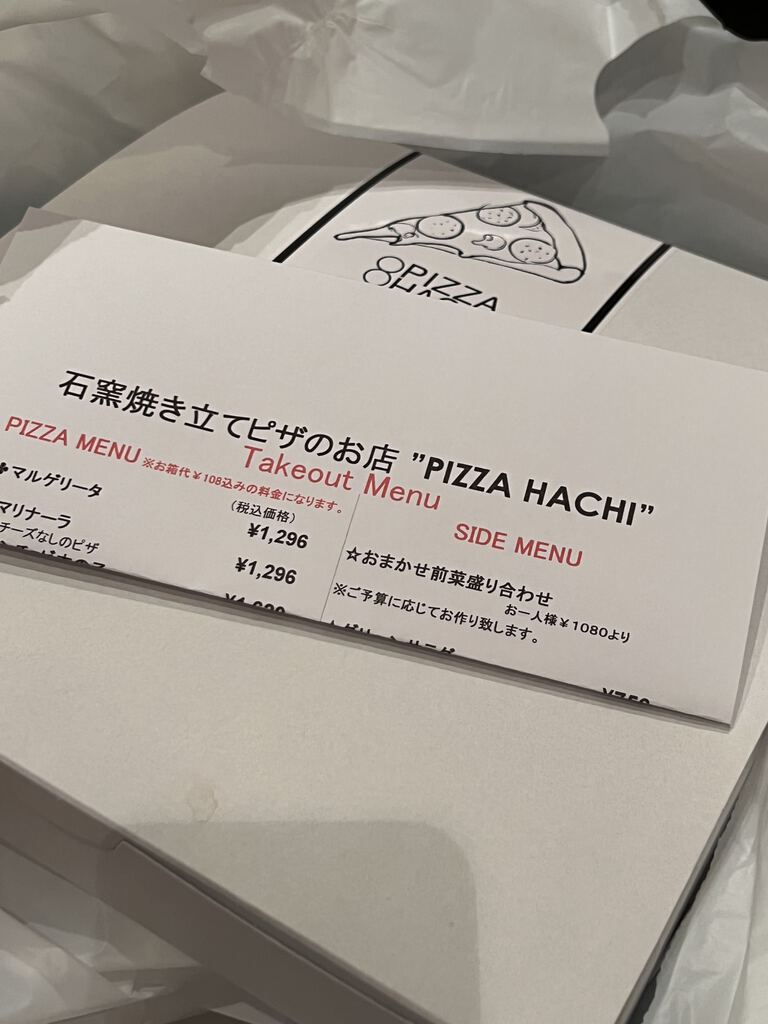 PIZZA
石窯焼き立てピザのお店 ”PIZZA HACHI”
Takeout Menu
PIZZA MENU ※お箱代￥108込みの料金になります。
(税込価格)
マルゲリータ ¥1,296
マリナーラ ¥1,296
チーズなしのピザ
SIDE MENU
☆おまかせ前菜盛り合わせ
お一人様￥1080より
※ご予算に応じてお作り致します。